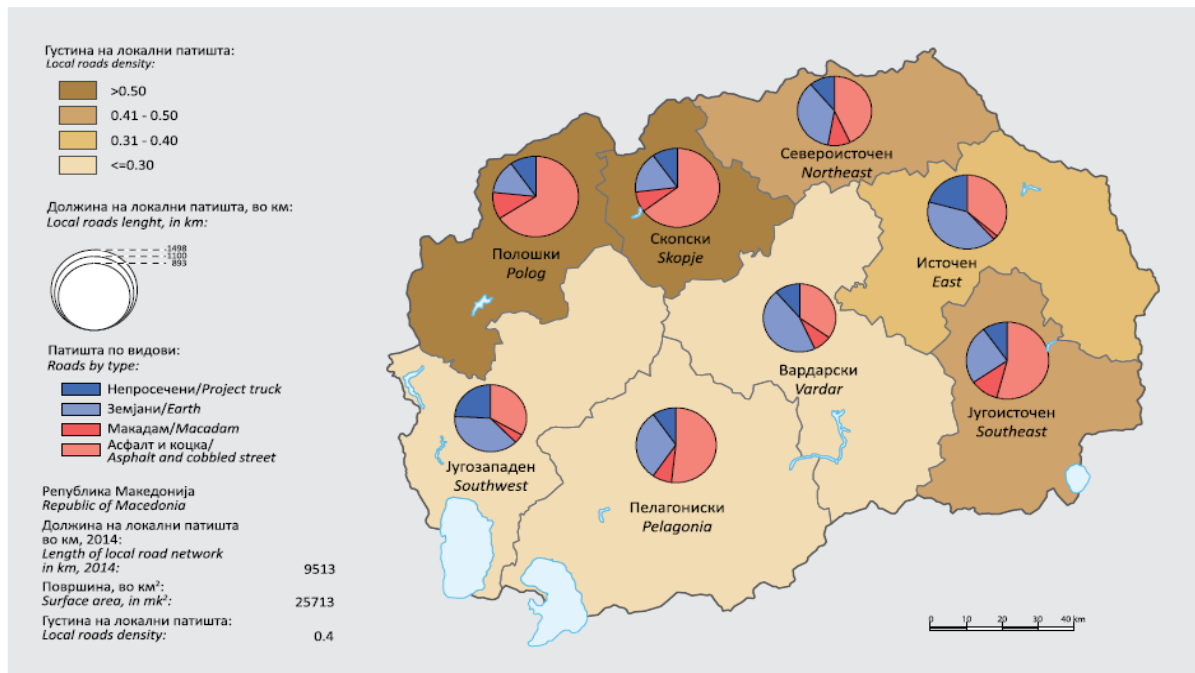 Густина на локални патишта:
Local roads density:
>0.50
0.41 - 0.50
0.31 - 0.40
<=0.30
Должина на локални патишта, во км:
Local roads lenght, in km:
1498
1100
893
Патишта по видови:
Roads by type:
Непросечени/Project truck
Земјани/Earth
Макадам/Macadam
Асфалт и коцка/
Asphalt and cobbled street
Република Македонија
Republic of Macedonia
Должина на локални патишта
во км, 2014:
Length of local road network
in km, 2014:
9513
Површина, во км²:
Surface area, in mk²:
25713
Густина на локални патишта:
Local roads density:
0.4
Североисточен
Northeast
Полошки
Polog
Скопски
Skopje
Источен
East
Вардарски
Vardar
Југоисточен
Southeast
Југозападен
Southwest
Пелагониски
Pelagonia
0 10 20 30 40 km